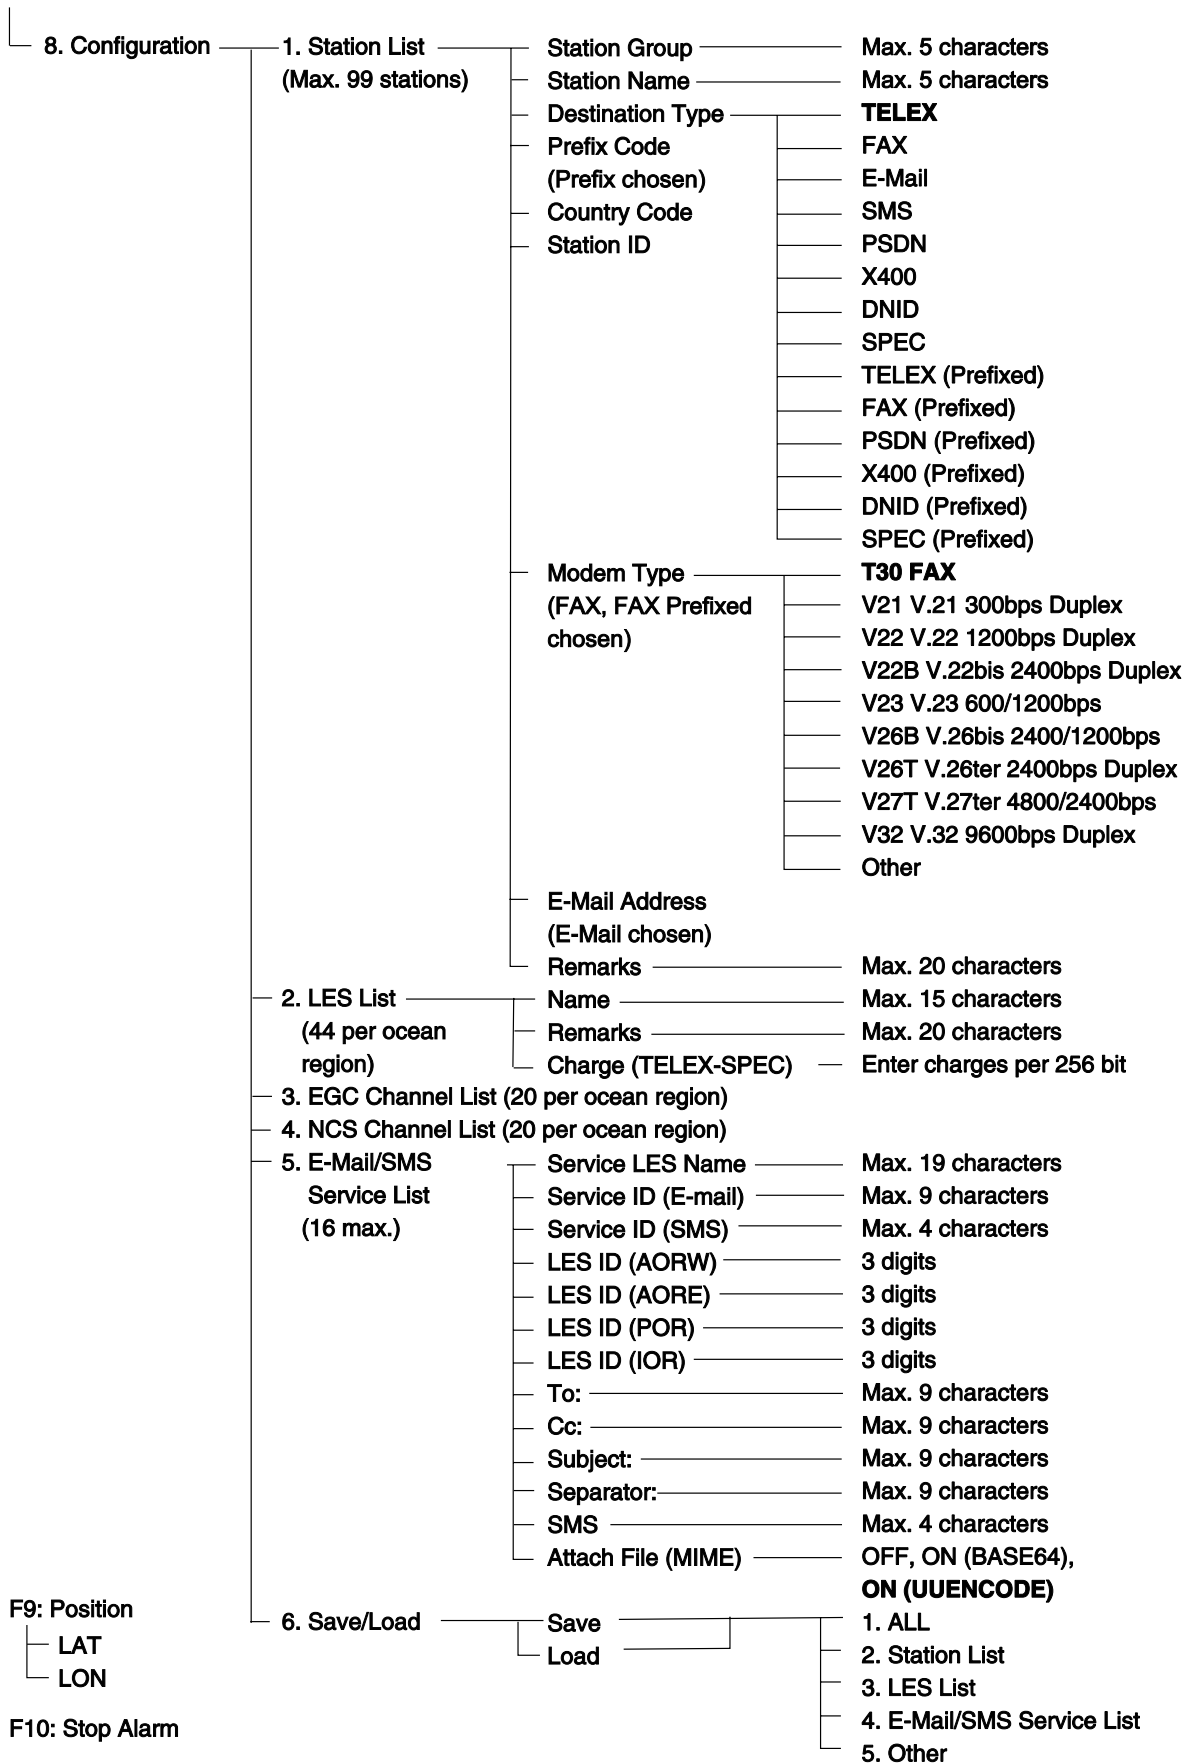 8. Configuration
1. Station List
(Max. 99 stations)
Station Group
Max. 5 characters
Station Name
Max. 5 characters
Destination Type
TELEX
FAX
E-Mail
SMS
PSDN
X400
DNID
SPEC
TELEX (Prefixed)
FAX (Prefixed)
PSDN (Prefixed)
X400 (Prefixed)
DNID (Prefixed)
SPEC (Prefixed)
Prefix Code
(Prefix chosen)
Country Code
Station ID
Modem Type
(FAX, FAX Prefixed
chosen)
T30 FAX
V21 V.21 300bps Duplex
V22 V.22 1200bps Duplex
V22B V.22bis 2400bps Duplex
V23 V.23 600/1200bps
V26B V.26bis 2400/1200bps
V26T V.26ter 2400bps Duplex
V27T V.27ter 4800/2400bps
V32 V.32 9600bps Duplex
Other
E-Mail Address
(E-Mail chosen)
Remarks
Max. 20 characters
2. LES List
(44 per ocean
region)
Name
Max. 15 characters
Remarks
Max. 20 characters
Charge (TELEX-SPEC)
Enter charges per 256 bit
3. EGC Channel List (20 per ocean region)
4. NCS Channel List (20 per ocean region)
5. E-Mail/SMS
Service List
(16 max.)
Service LES Name
Max. 19 characters
Service ID (E-mail)
Max. 9 characters
Service ID (SMS)
Max. 4 characters
LES ID (AORW)
3 digits
LES ID (AORE)
3 digits
LES ID (POR)
3 digits
LES ID (IOR)
3 digits
To:
Max. 9 characters
Cc:
Max. 9 characters
Subject:
Max. 9 characters
Separator:
Max. 9 characters
SMS
Max. 4 characters
Attach File (MIME)
OFF, ON (BASE64),
ON (UUENCODE)
6. Save/Load
Save
Load
1. ALL
2. Station List
3. LES List
4. E-Mail/SMS Service List
5. Other
F9: Position
LAT
LON
F10: Stop Alarm